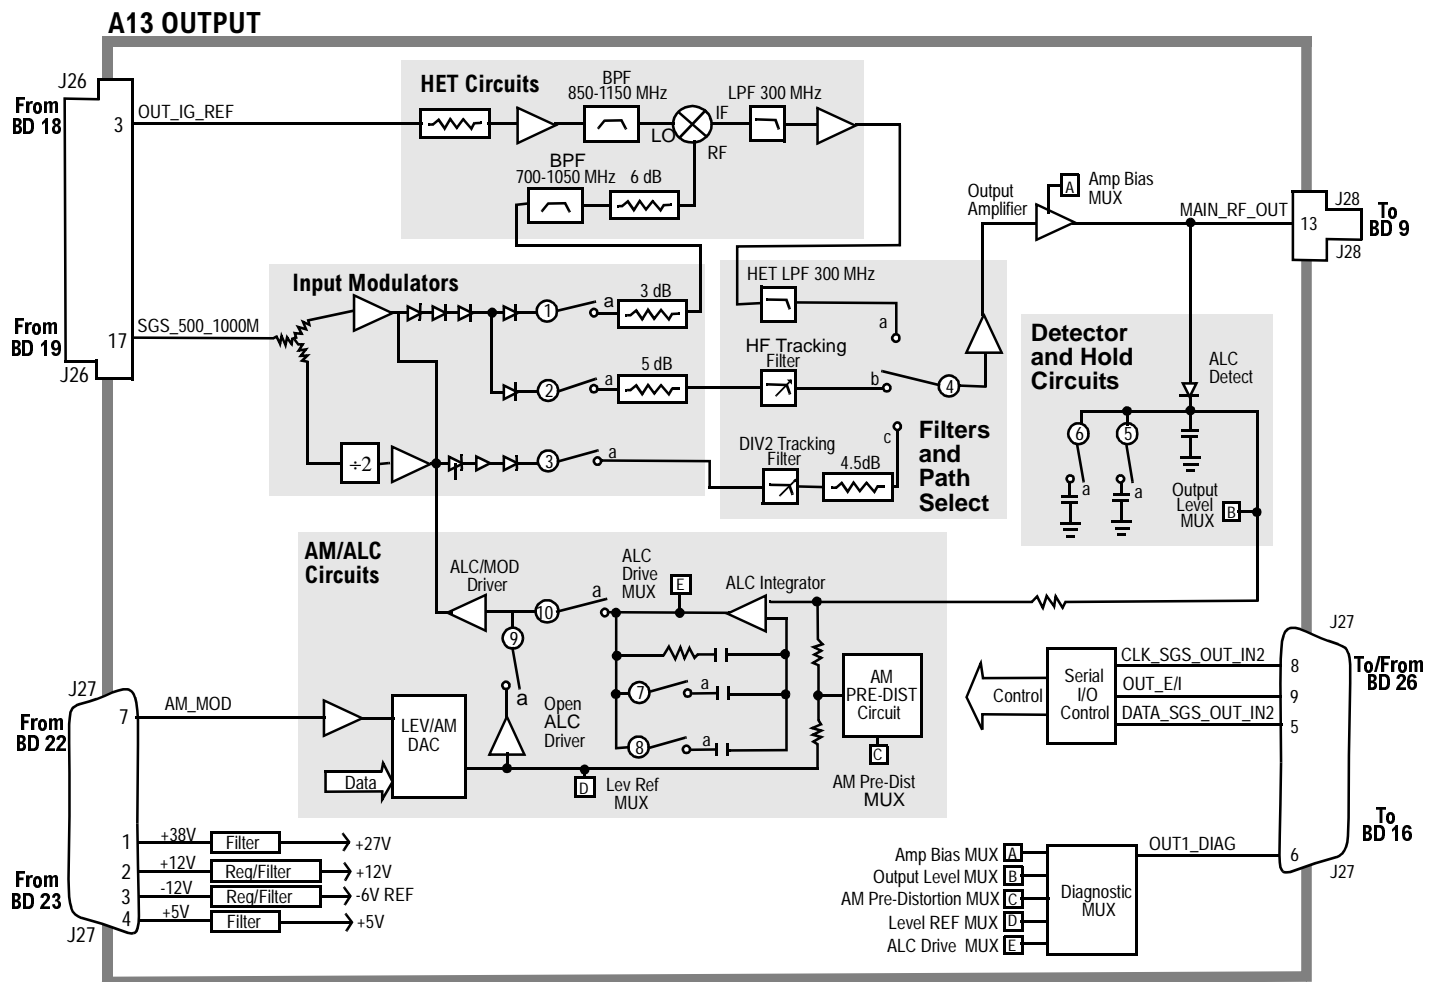 A13 OUTPUT
J26
From
BD 18
3
OUT_IG_REF
HET Circuits
BPF
850-1150 MHz
LO
IF
RF
LPF 300 MHz
BPF
700-1050 MHz
6 dB
Output
Amplifier
A
Amp Bias
MUX
MAIN_RF_OUT
13
J28
To
BD 9
J28
From
BD 19
17
SGS_500_1000M
J26
Input Modulators
1
a
3 dB
2
a
5 dB
÷2
3
a
HET LPF 300 MHz
a
HF Tracking
Filter
b
4
c
DIV2 Tracking
Filter
4.5dB
Filters
and
Path
Select
Detector
and Hold
Circuits
ALC
Detect
6
5
a
a
Output
Level
MUX
B
AM/ALC
Circuits
ALC/MOD
Driver
10
a
ALC
Drive
MUX
E
ALC Integrator
9
a
Open
ALC
Driver
7
a
8
a
AM
PRE-DIST
Circuit
C
AM Pre-Dist
MUX
LEV/AM
DAC
Data
D
Lev Ref
MUX
J27
From
BD 22
7
AM_MOD
Control
Serial
I/O
Control
CLK_SGS_OUT_IN2
OUT_E/I
DATA_SGS_OUT_IN2
J27
8
9
5
To/From
BD 26
1
+38V
Filter
+27V
2
+12V
Reg/Filter
+12V
3
-12V
Reg/Filter
-6V REF
4
+5V
Filter
+5V
From
BD 23
J27
Amp Bias MUX
A
Output Level MUX
B
AM Pre-Distortion MUX
C
Level REF MUX
D
ALC Drive MUX
E
Diagnostic
MUX
OUT1_DIAG
6
To
BD 16
J27